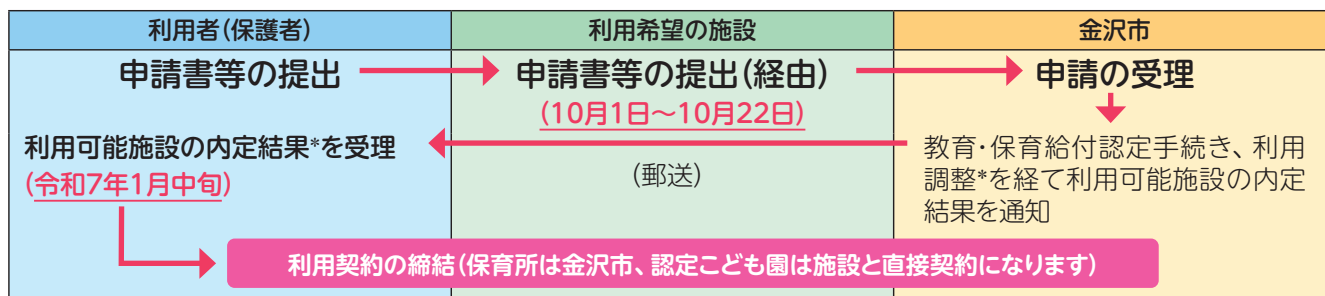 利用者(保護者)
利用希望の施設
金沢市
申請書等の提出
申請書等の提出(経由)
(10月1日～10月22日)
申請の受理
利用可能施設の内定結果*を受理
(令和7年1月中旬)
(郵送)
教育・保育給付認定手続き、利用
調整*を経て利用可能施設の内定
結果を通知
利用契約の締結(保育所は金沢市、認定こども園は施設と直接契約になります)